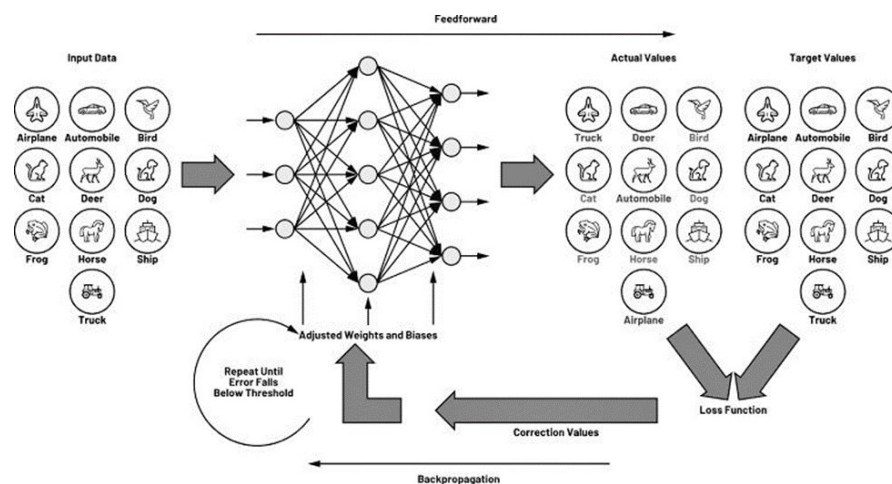 Feedforward
Input Data
Actual Values
Target Values
Airplane Automobile Bird
Truck Deer Bird
Airplane Automobile Bird
Cat Deer Dog
Cat Automobile Dog
Cat Deer Dog
Frog Horse Ship
Frog Horse Ship
Frog Horse Ship
Truck
Airplane
Truck
Adjusted Weights and Biases
Repeat Until
Error Falls
Below Threshold
Loss Function
Correction Values
Backpropagation